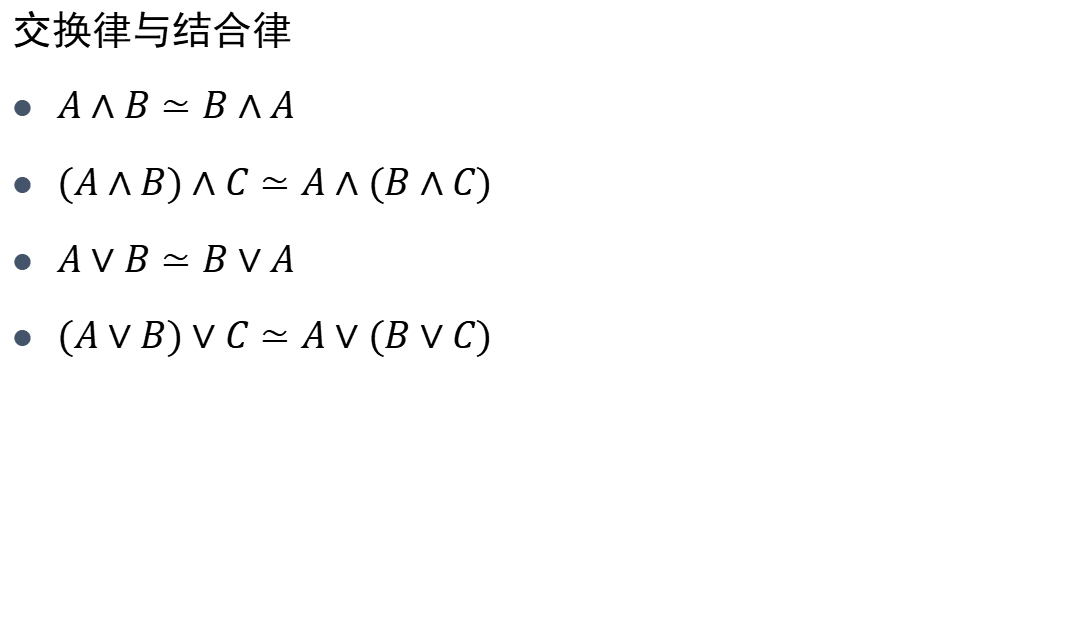 交换律与结合律
● A ∧ B ≃ B ∧ A
● (A ∧ B) ∧ C ≃ A ∧ (B ∧ C)
● A ∨ B ≃ B ∨ A
● (A ∨ B) ∨ C ≃ A ∨ (B ∨ C)